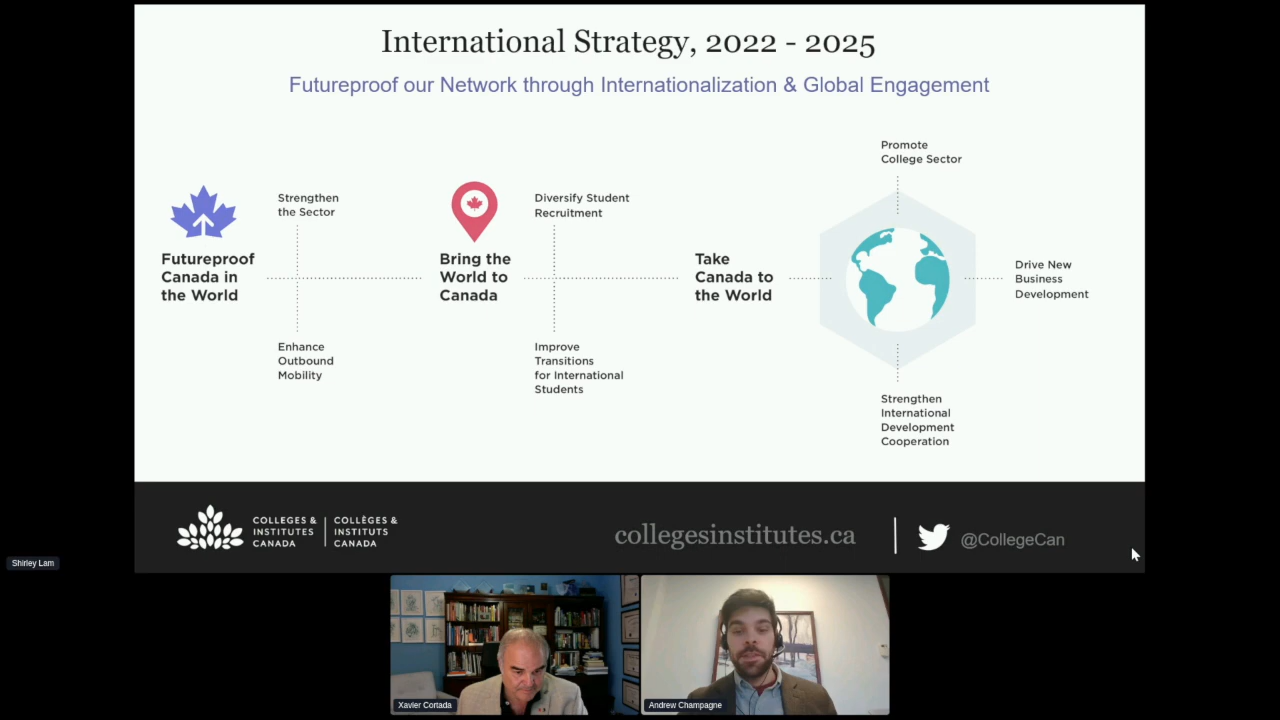 International Strategy, 2022 - 2025
Futureproof our Network through Internationalization & Global Engagement
Futureproof
Canada in
the World
Strengthen
the Sector
Enhance
Outbound
Mobility
Bring the
World to
Canada
Diversify Student
Recruitment
Improve
Transitions
for International
Students
Take
Canada to
the World
Promote
College Sector
Drive New
Business
Development
Strengthen
International
Development
Cooperation
COLLEGES &
INSTITUTES
CANADA
COLLÈGES &
INSTITUTS
CANADA
collegesinstitutes.ca
@CollegeCan
Shirley Lam
Xavier Cortada
Andrew Champagne